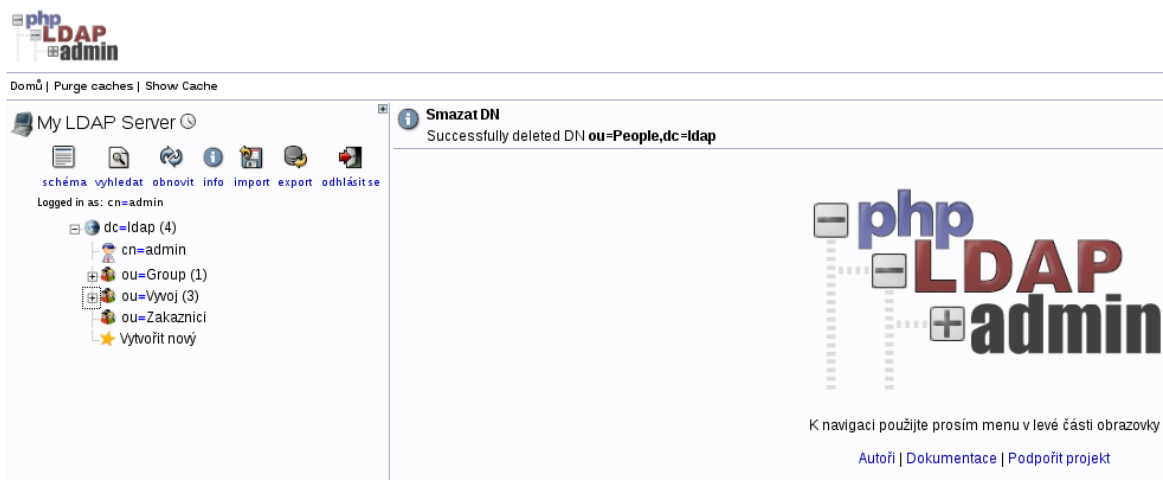 php
LDAP
admin
Domů | Purge caches | Show Cache
My LDAP Server
schéma vyhledat obnovit info import export odhlásit se
Logged in as: cn=admin
dc=ldap (4)
cn=admin
ou=Group (1)
ou=Vyvoj (3)
ou=Zakaznici
Vytvořit nový
Smazat DN
Successfully deleted DN ou=People,dc=ldap
php
LDAP
admin
K navigaci použijte prosím menu v levé části obrazovky
Autoři | Dokumentace | Podpořit projekt